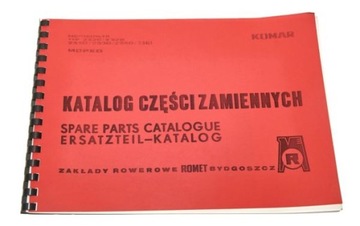 KOMAR
KATALOG CZĘŚCI ZAMIENNYCH
SPARE PARTS CATALOGUE
ERSATZTEIL-KATALOG
ZAKŁADY ROWEROWE ROMET BYDGOSZCZ
R